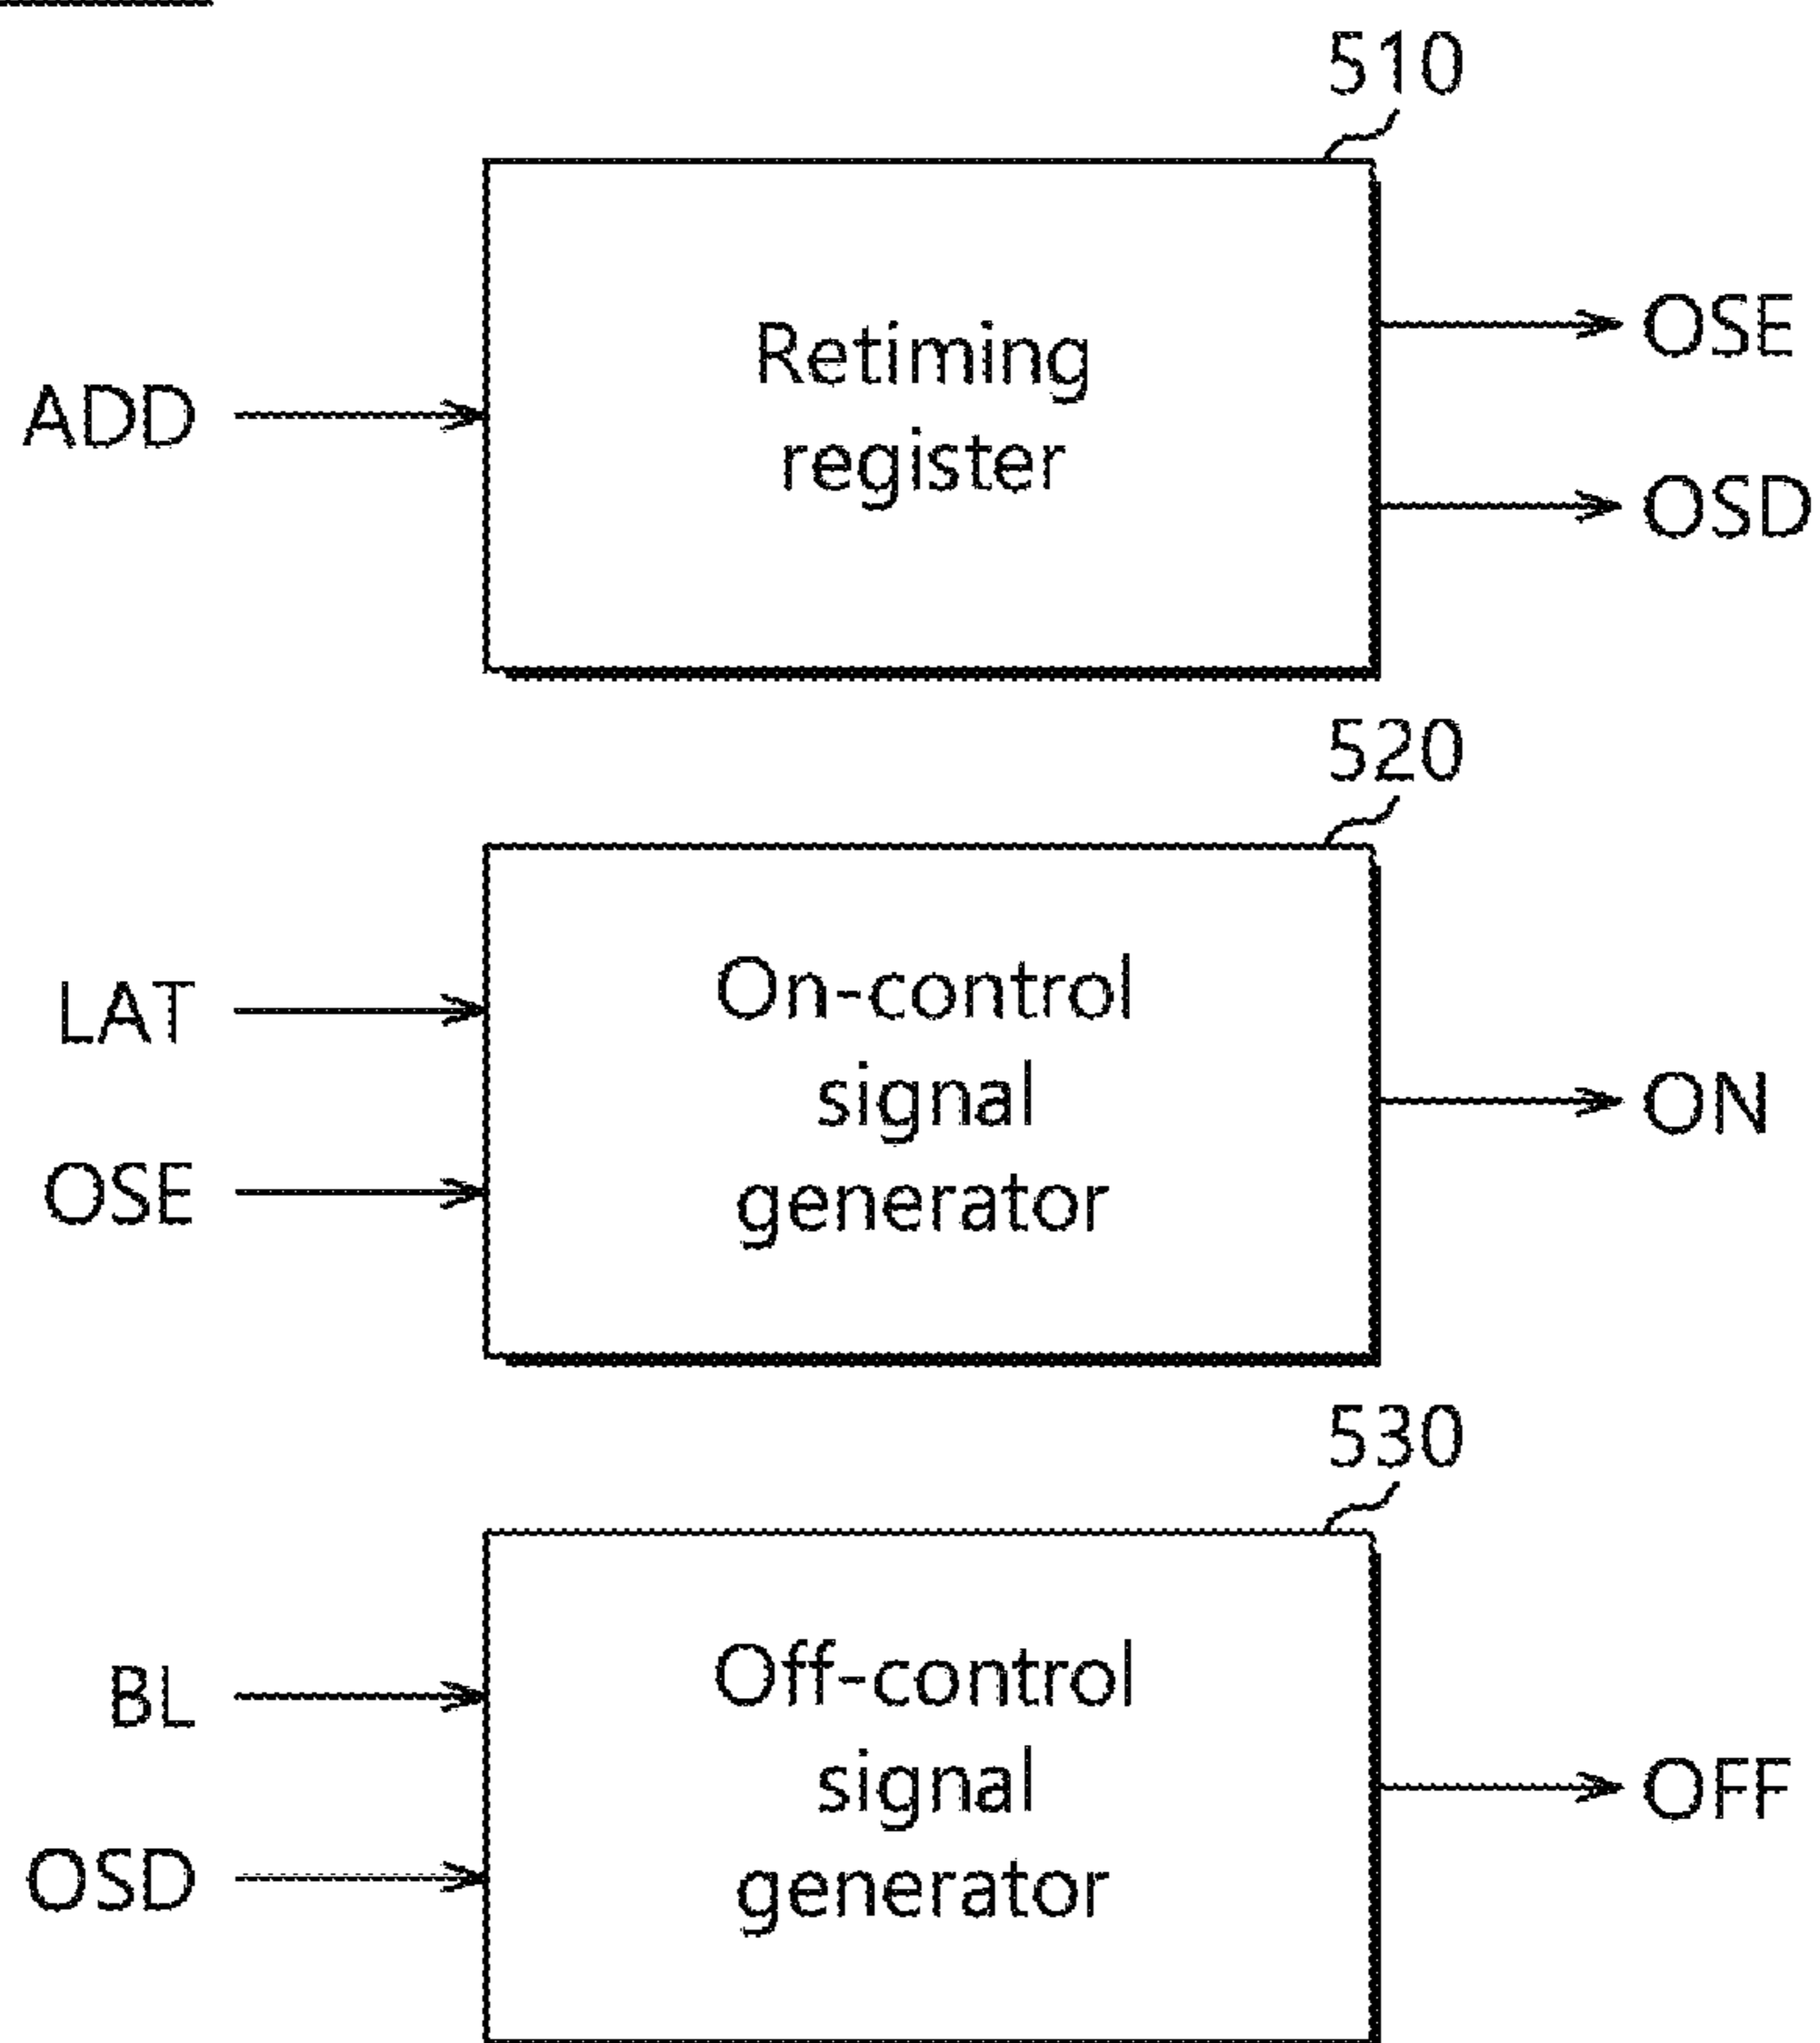 510
Retiming
register
ADD
OSE
OSD
520
On-control
signal
generator
LAT
OSE
ON
530
Off-control
signal
generator
BL
OSD
OFF